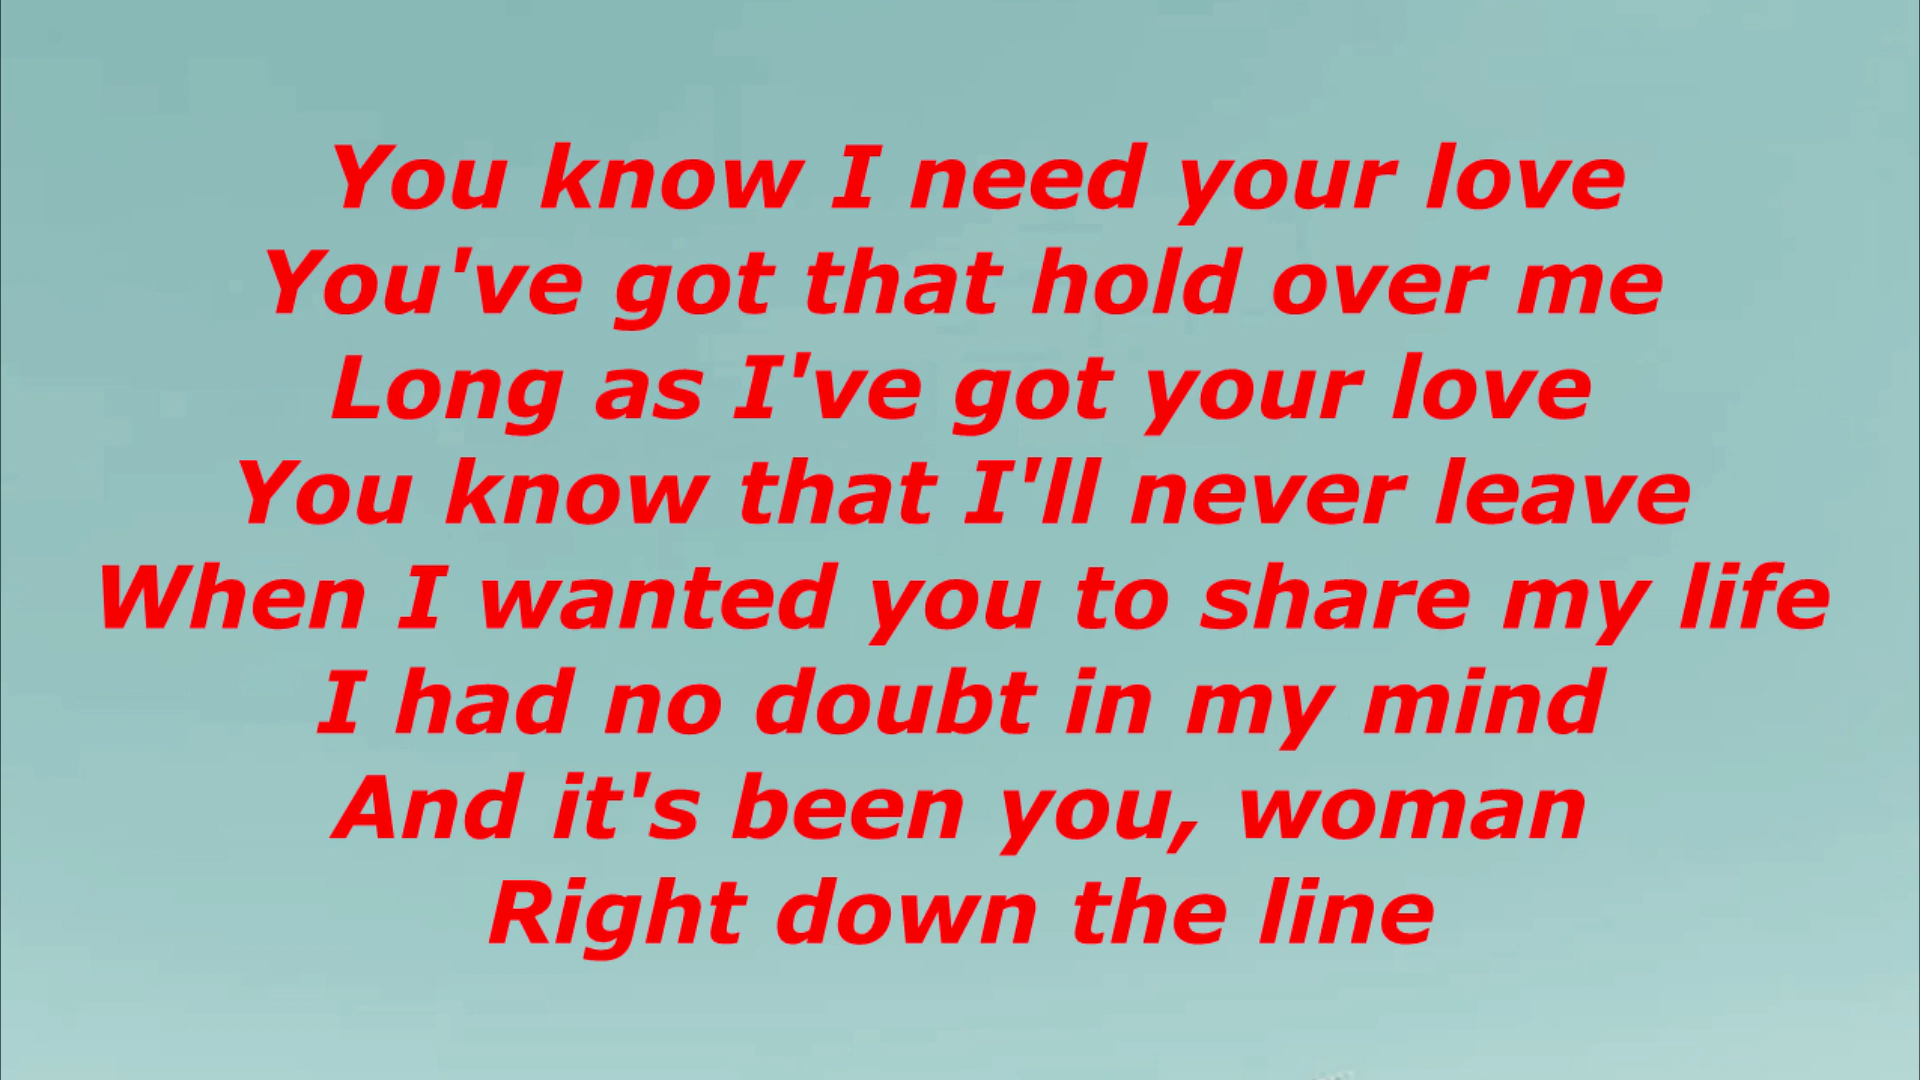 You know I need your love
You've got that hold over me
Long as I've got your love
You know that I'll never leave
When I wanted you to share my life
I had no doubt in my mind
And it's been you, woman
Right down the line